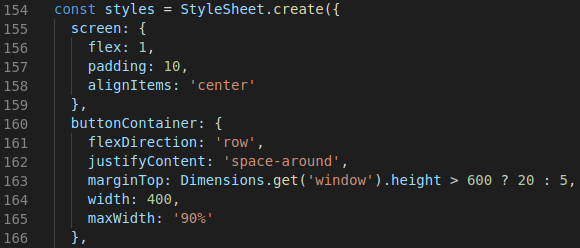 154 const styles = StyleSheet.create({
155 screen: {
156 flex: 1,
157 padding: 10,
158 alignItems: 'center'
159 },
160 buttonContainer: {
161 flexDirection: 'row',
162 justifyContent: 'space-around',
163 marginTop: Dimensions.get('window').height > 600 ? 20 : 5,
164 width: 400,
165 maxWidth: '90%'
166 },